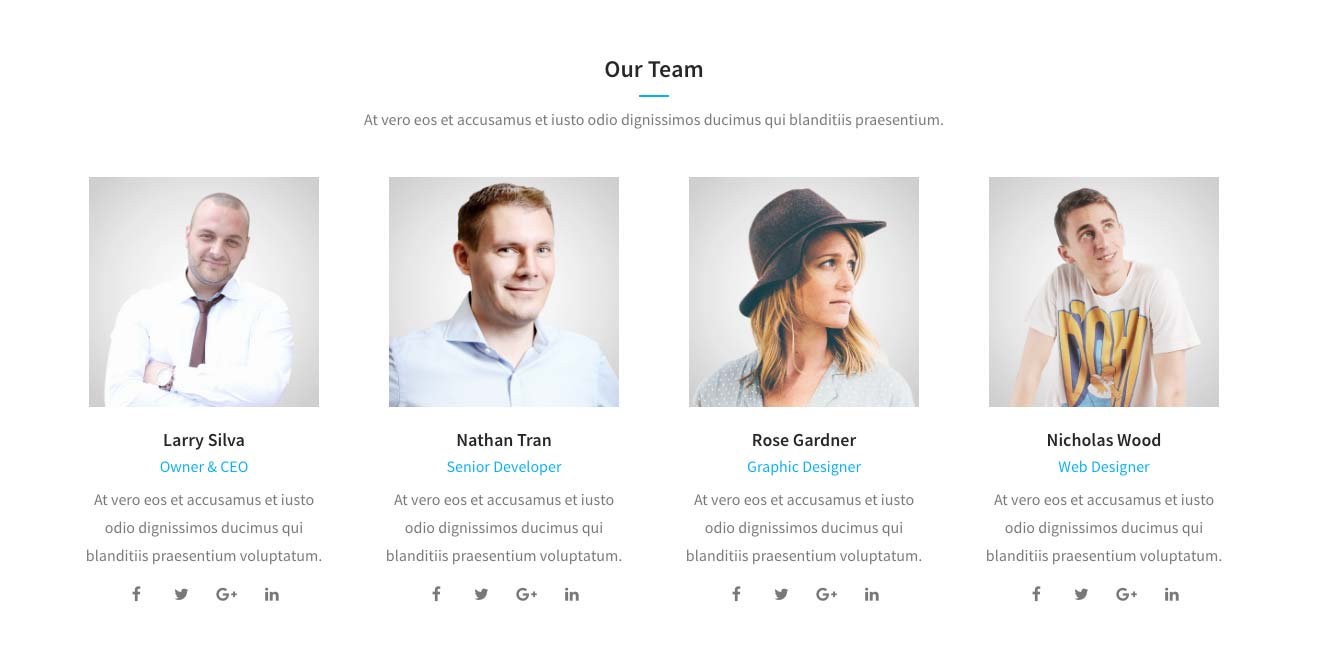 Our Team
At vero eos et accusamus et iusto odio dignissimos ducimus qui blanditiis praesentium.
D'OH!
Larry Silva
Owner & CEO
At vero eos et accusamus et iusto
odio dignissimos ducimus qui
blanditiis praesentium voluptatum.
Nathan Tran
Senior Developer
At vero eos et accusamus et iusto
odio dignissimos ducimus qui
blanditiis praesentium voluptatum.
Rose Gardner
Graphic Designer
At vero eos et accusamus et iusto
odio dignissimos ducimus qui
blanditiis praesentium voluptatum.
Nicholas Wood
Web Designer
At vero eos et accusamus et iusto
odio dignissimos ducimus qui
blanditiis praesentium voluptatum.
f G+ in
f G+ in
f G+ in
f G+ in